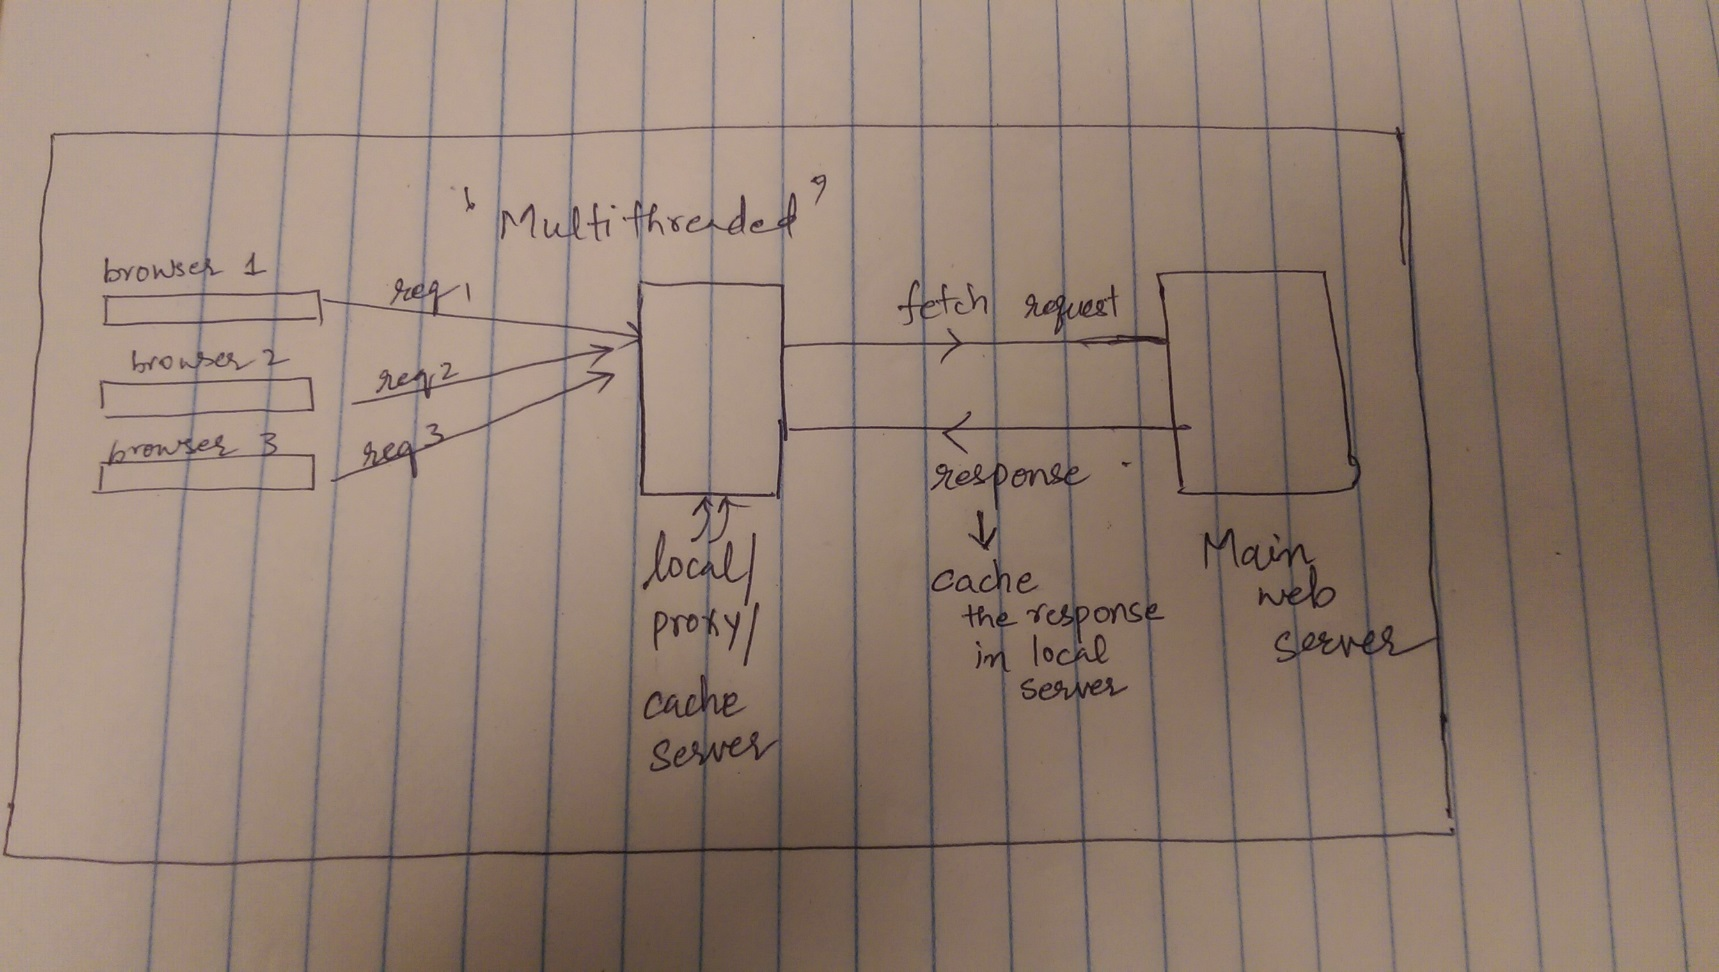 ' Multithreaded '
browser 1
req 1
browser 2
req 2
browser 3
req 3
fetch request
response
cache
the response
in local
server
local/
proxy/
cache
server
Main
web
server